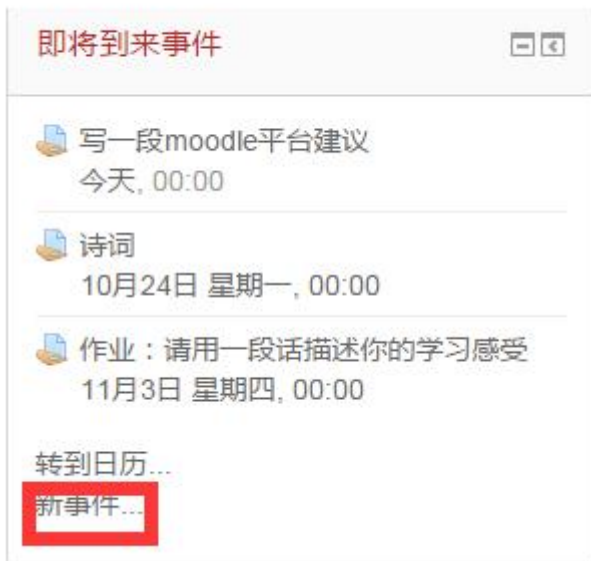 即将到来事件
写一段moodle平台建议
今天, 00:00
诗词
10月24日 星期一, 00:00
作业：请用一段话描述你的学习感受
11月3日 星期四, 00:00
转到日历...
新事件...